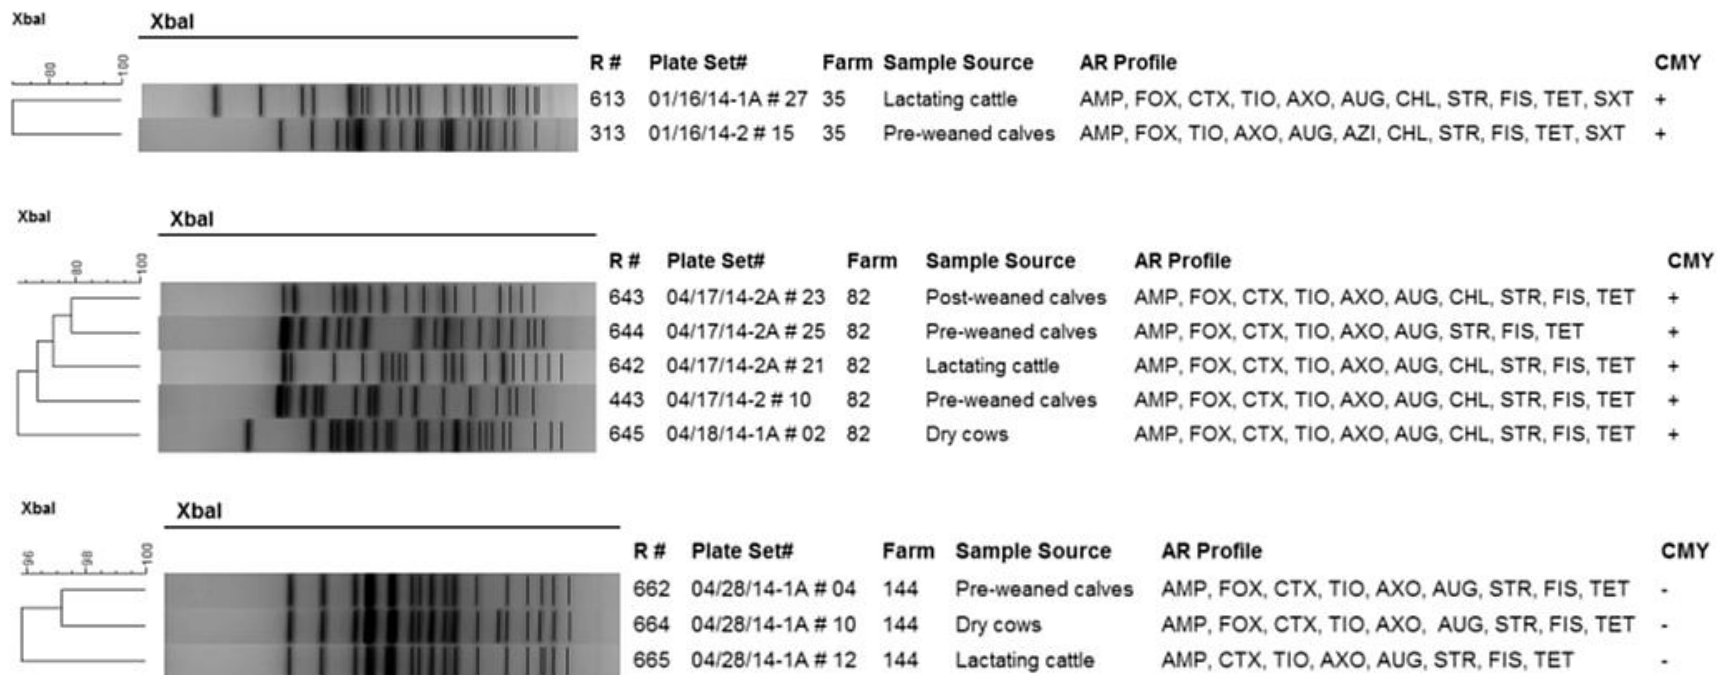 XbaI XbaI
80 100
R # Plate Set# Farm Sample Source AR Profile CMY
613 01/16/14-1A # 27 35 Lactating cattle AMP, FOX, CTX, TIO, AXO, AUG, CHL, STR, FIS, TET, SXT +
313 01/16/14-2 # 15 35 Pre-weaned calves AMP, FOX, TIO, AXO, AUG, AZI, CHL, STR, FIS, TET, SXT +
XbaI XbaI
80 100
R # Plate Set# Farm Sample Source AR Profile CMY
643 04/17/14-2A # 23 82 Post-weaned calves AMP, FOX, CTX, TIO, AXO, AUG, CHL, STR, FIS, TET +
644 04/17/14-2A # 25 82 Pre-weaned calves AMP, FOX, CTX, TIO, AXO, AUG, STR, FIS, TET +
642 04/17/14-2A # 21 82 Lactating cattle AMP, FOX, CTX, TIO, AXO, AUG, CHL, STR, FIS, TET +
443 04/17/14-2 # 10 82 Pre-weaned calves AMP, FOX, CTX, TIO, AXO, AUG, CHL, STR, FIS, TET +
645 04/18/14-1A # 02 82 Dry cows AMP, FOX, CTX, TIO, AXO, AUG, CHL, STR, FIS, TET +
XbaI XbaI
96 98 100
R # Plate Set# Farm Sample Source AR Profile CMY
662 04/28/14-1A # 04 144 Pre-weaned calves AMP, FOX, CTX, TIO, AXO, AUG, STR, FIS, TET -
664 04/28/14-1A # 10 144 Dry cows AMP, FOX, CTX, TIO, AXO, AUG, STR, FIS, TET -
665 04/28/14-1A # 12 144 Lactating cattle AMP, CTX, TIO, AXO, AUG, STR, FIS, TET -